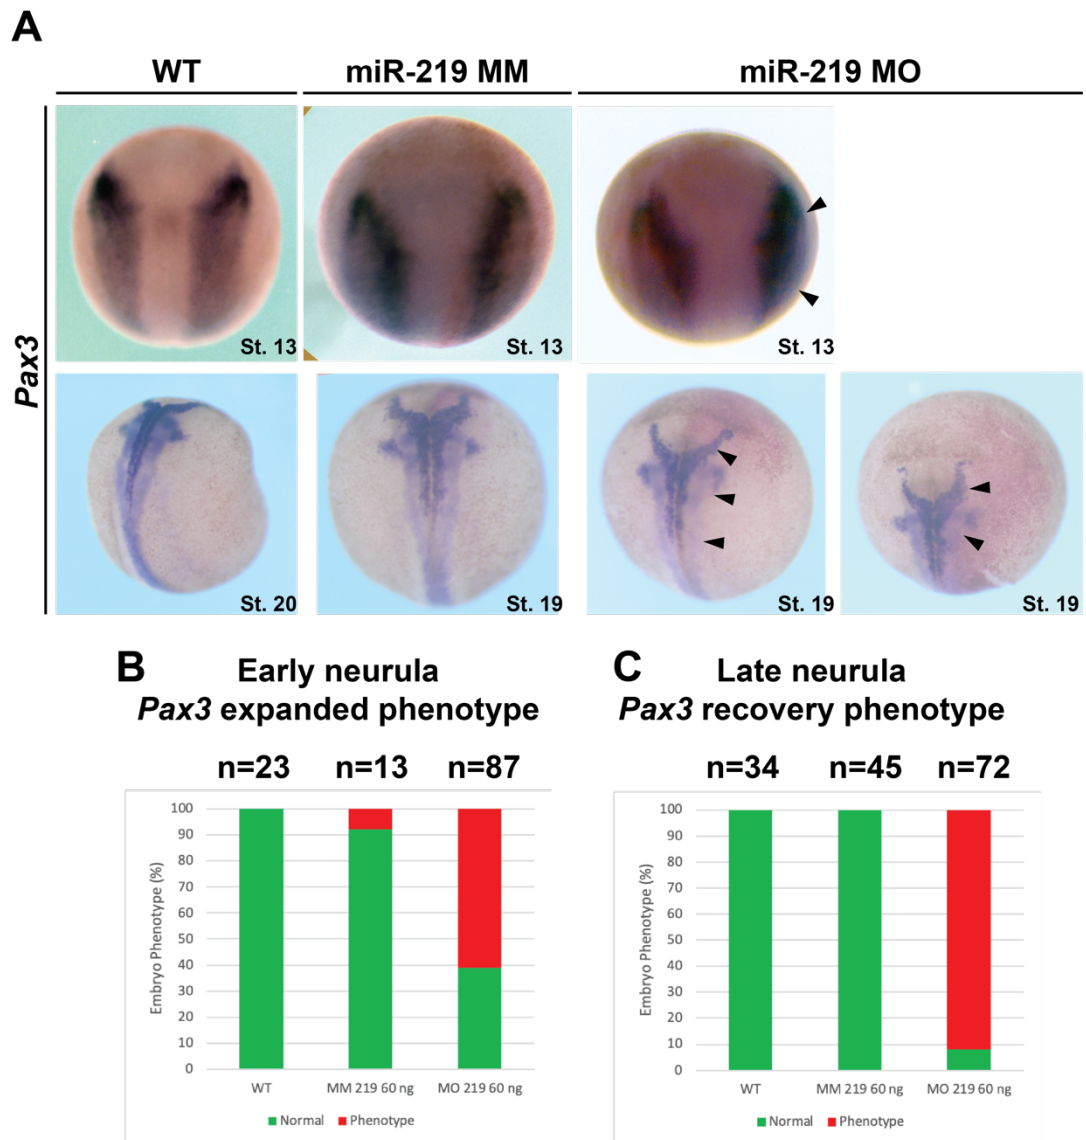 A
WT miR-219 MM miR-219 MO
Pax3
St. 13 St. 13 St. 13
St. 20 St. 19 St. 19 St. 19
B Early neurula
Pax3 expanded phenotype
n=23 n=13 n=87
Embryo Phenotype (%)
100
90
80
70
60
50
40
30
20
10
0
WT MM 219 60 ng MO 219 60 ng
Normal Phenotype
C Late neurula
Pax3 recovery phenotype
n=34 n=45 n=72
Embryo Phenotype (%)
100
90
80
70
60
50
40
30
20
10
0
WT MM 219 60 ng MO 219 60 ng
Normal Phenotype